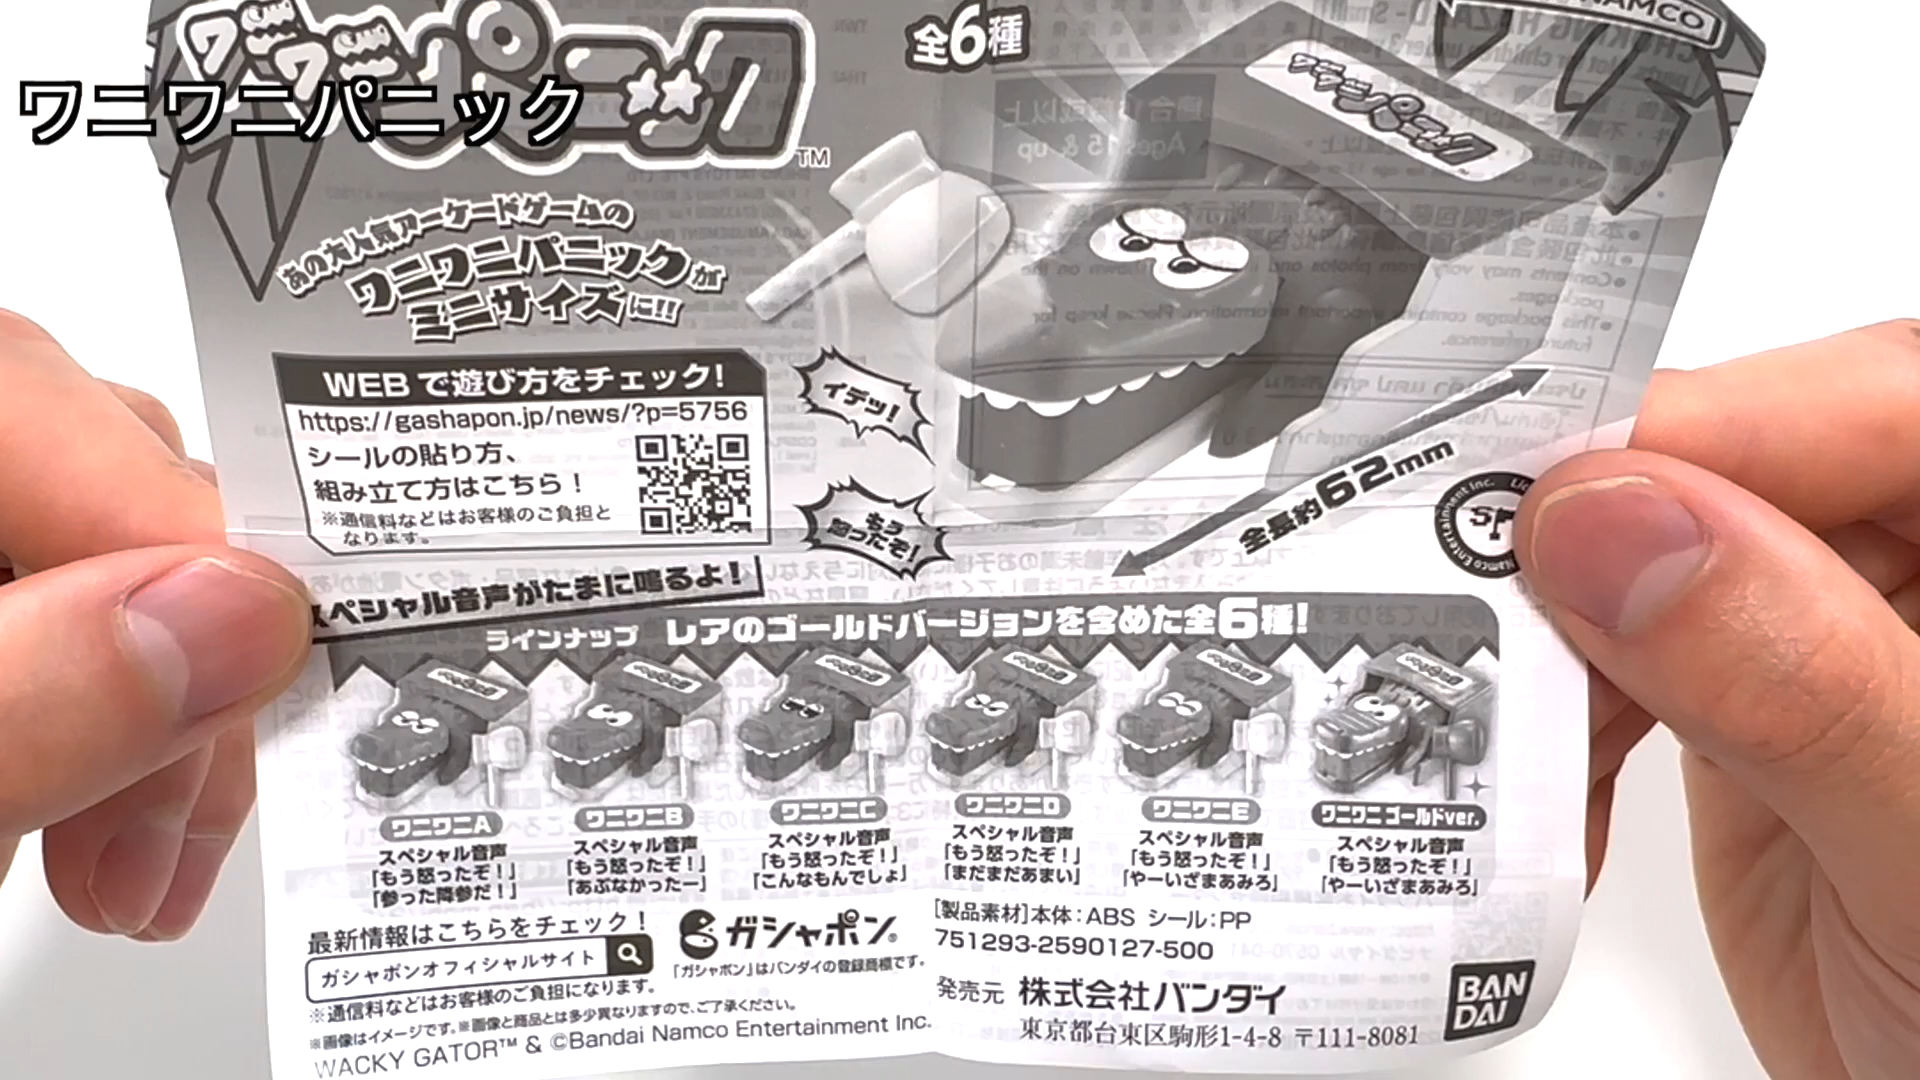 ワニワニパニック
ワニワニパニック™
全6種
ワニワニパニック
NAMCO
あの大人気アーケードゲームの
ワニワニパニックが
ミニサイズに!!
WEBで遊び方をチェック!
https://gashapon.jp/news/?p=5756
シールの貼り方、
組み立て方はこちら!
※通信料などはお客様のご負担と
なります。
イデッ!
もう
怒ったぞ!
全長約62mm
スペシャル音声がたまに鳴るよ!
ラインナップ レアのゴールドバージョンを含めた全6種!
ワニワニA
スペシャル音声
「もう怒ったぞ!」
「参った降参だ!」
ワニワニB
スペシャル音声
「もう怒ったぞ!」
「あぶなかったー」
ワニワニC
スペシャル音声
「もう怒ったぞ!」
「こんなもんでしょ」
ワニワニD
スペシャル音声
「もう怒ったぞ!」
「まだまだあまい」
ワニワニE
スペシャル音声
「もう怒ったぞ!」
「やーいざまあみろ」
ワニワニ ゴールドver.
スペシャル音声
「もう怒ったぞ!」
「やーいざまあみろ」
最新情報はこちらをチェック!
ガシャポンオフィシャルサイト
ガシャポン®
「ガシャポン」はバンダイの登録商標です。
※通信料などはお客様のご負担になります。
※画像はイメージです。※画像と商品とは多少異なりますので、ご了承ください。
WACKY GATOR™ & ©Bandai Namco Entertainment Inc.
[製品素材]本体:ABS シール:PP
751293-2590127-500
発売元 株式会社バンダイ
東京都台東区駒形1-4-8 〒111-8081
BAN
DAI